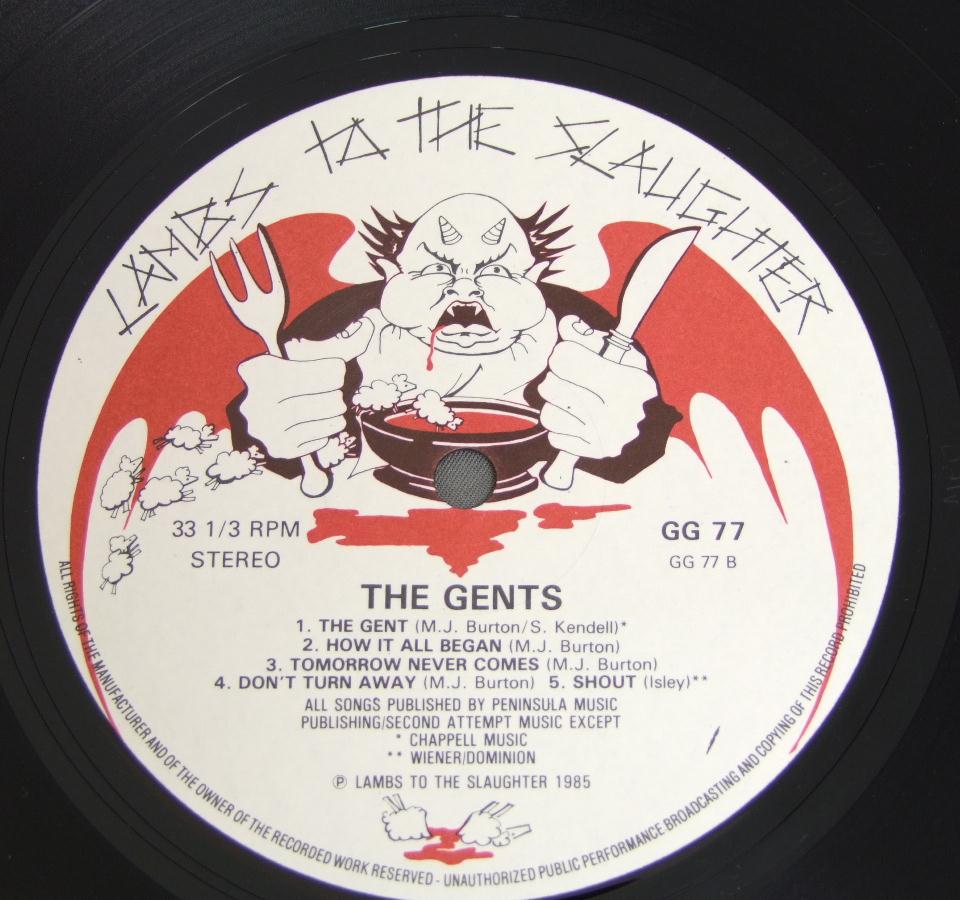 LAMBS TO THE SLAUGHTER
33 1/3 RPM
STEREO
GG 77
GG 77 B
THE GENTS
1. THE GENT (M.J. Burton/S. Kendell)*
2. HOW IT ALL BEGAN (M.J. Burton)
3. TOMORROW NEVER COMES (M.J. Burton)
4. DON'T TURN AWAY (M.J. Burton) 5. SHOUT (Isley)**
ALL SONGS PUBLISHED BY PENINSULA MUSIC
PUBLISHING/SECOND ATTEMPT MUSIC EXCEPT
* CHAPPELL MUSIC
** WIENER/DOMINION
℗ LAMBS TO THE SLAUGHTER 1985
ALL RIGHTS OF THE MANUFACTURER AND OF THE OWNER OF THE RECORDED WORK RESERVED - UNAUTHORIZED PUBLIC PERFORMANCE BROADCASTING AND COPYING OF THIS RECORD PROHIBITED